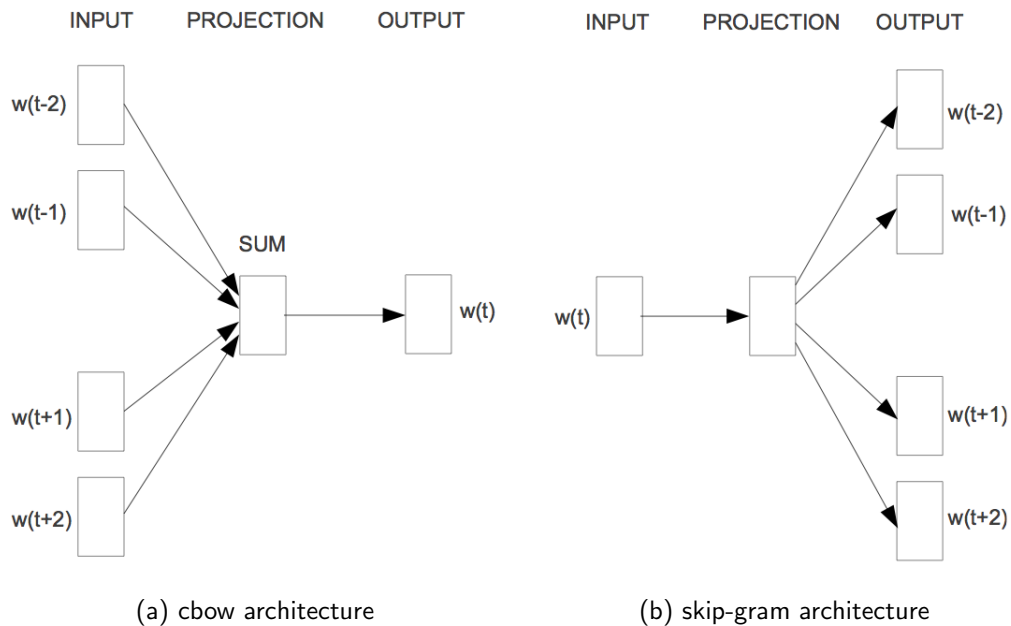 INPUT PROJECTION OUTPUT
w(t-2)
w(t-1)
SUM
w(t)
w(t+1)
w(t+2)
(a) cbow architecture
INPUT PROJECTION OUTPUT
w(t-2)
w(t-1)
w(t)
w(t+1)
w(t+2)
(b) skip-gram architecture